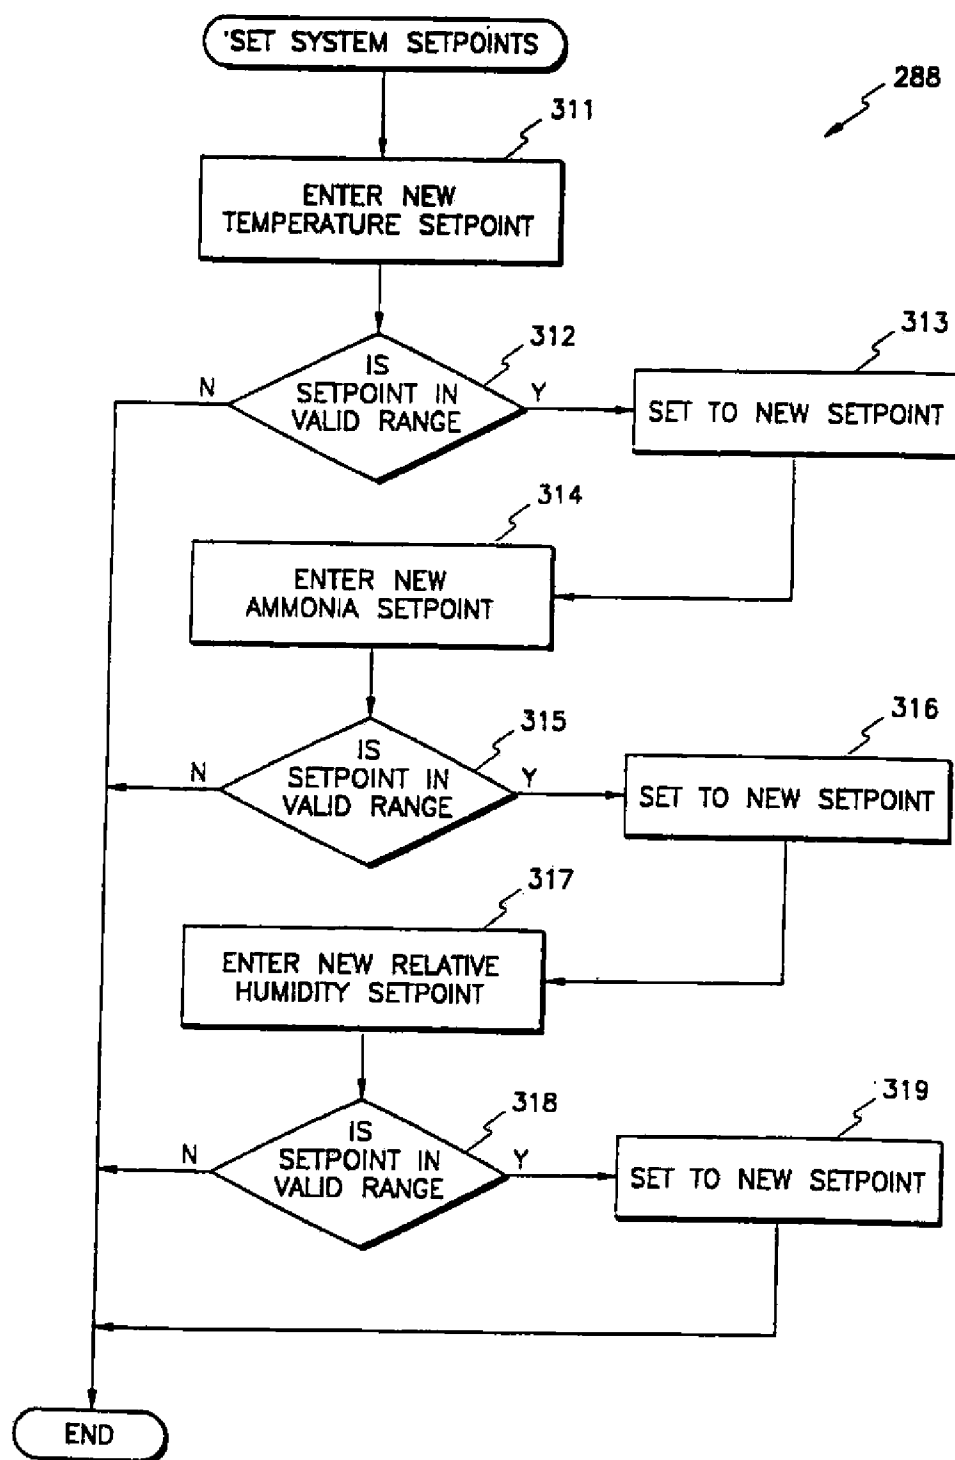 'SET SYSTEM SETPOINTS
288
311
ENTER NEW
TEMPERATURE SETPOINT
312
IS
SETPOINT IN
VALID RANGE
N
Y
313
SET TO NEW SETPOINT
314
ENTER NEW
AMMONIA SETPOINT
315
IS
SETPOINT IN
VALID RANGE
N
Y
316
SET TO NEW SETPOINT
317
ENTER NEW RELATIVE
HUMIDITY SETPOINT
318
IS
SETPOINT IN
VALID RANGE
N
Y
319
SET TO NEW SETPOINT
END